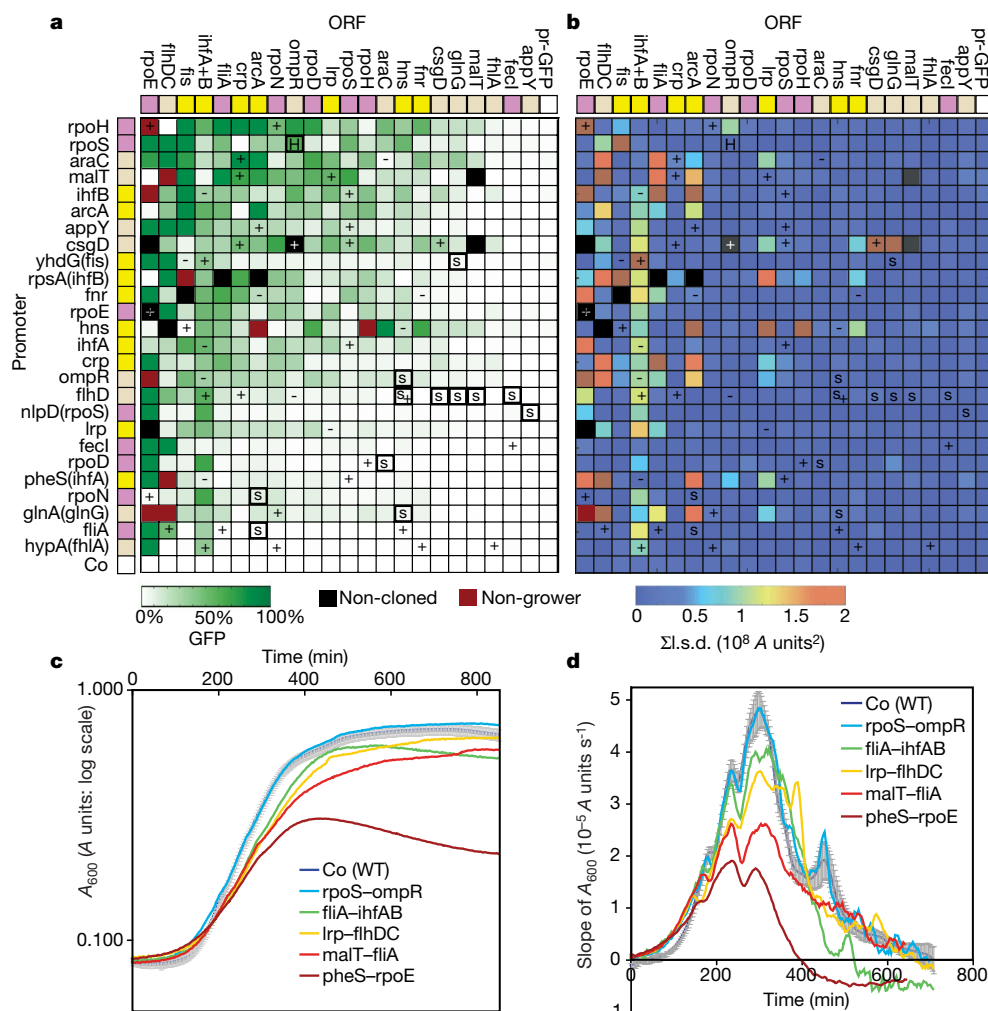 a
ORF
rpoE
flhDC
fis
ihfA+B
fliA
crp
arcA
rpoN
ompR
rpoD
lrp
rpoS
rpoH
araC
hns
fnr
csgD
glnG
malT
fhlA
fecI
appY
pr-GFP
Promoter
rpoH
rpoS
araC
malT
ihfB
arcA
appY
csgD
yhdG(fis)
rpsA(ihfB)
fnr
rpoE
hns
ihfA
crp
ompR
flhD
nlpD(rpoS)
lrp
fecI
rpoD
pheS(ihfA)
rpoN
glnA(glnG)
fliA
hypA(fhlA)
Co
0% 50% 100%
GFP
Non-cloned
Non-grower
b
ORF
rpoE
flhDC
fis
ihfA+B
fliA
crp
arcA
rpoN
ompR
rpoD
lrp
rpoS
rpoH
araC
hns
fnr
csgD
glnG
malT
fhlA
fecI
appY
pr-GFP
0 0.5 1 1.5 2
Σl.s.d. (10⁸ A units²)
c
Time (min)
0 200 400 600 800
1.000
0.100
A600 (A units: log scale)
Co (WT)
rpoS–ompR
fliA–ihfAB
lrp–flhDC
malT–fliA
pheS–rpoE
d
5
4
3
2
1
0
1
Slope of A600 (10⁻⁵ A units s⁻¹)
Co (WT)
rpoS–ompR
fliA–ihfAB
lrp–flhDC
malT–fliA
pheS–rpoE
0 200 400 600 800
Time (min)